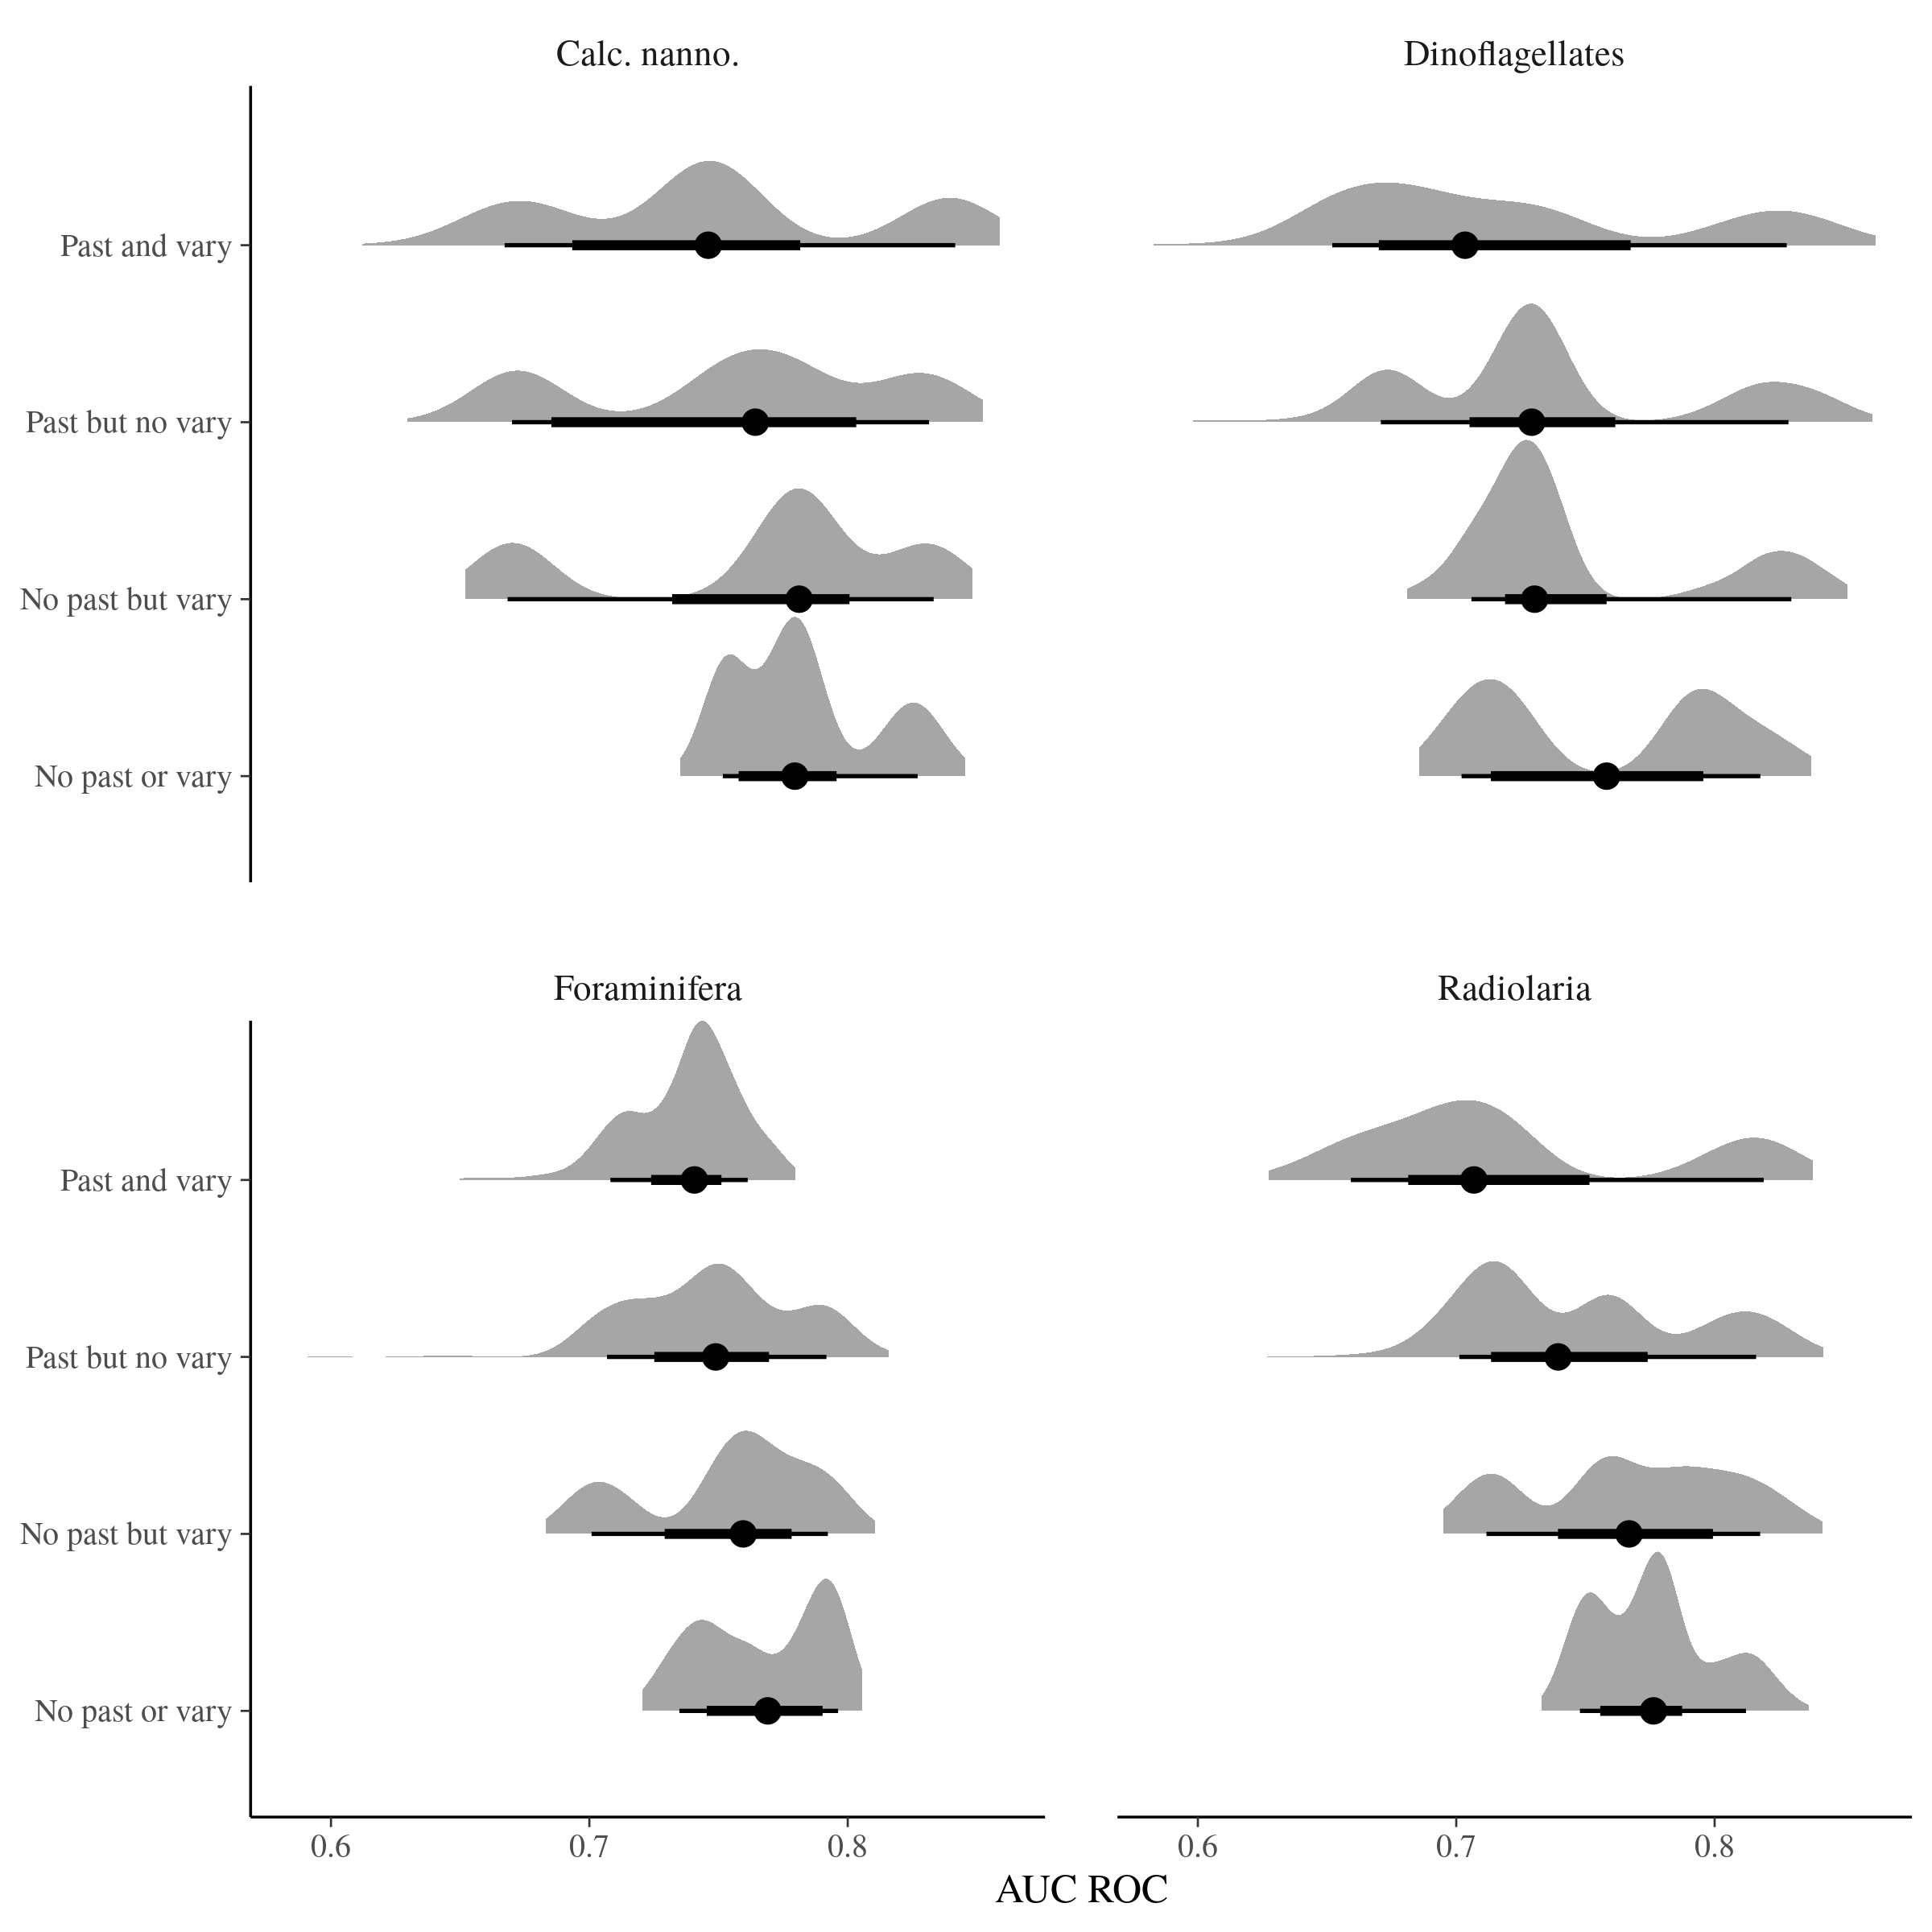 Calc. nanno.
Dinoflagellates
Past and vary
Past but no vary
No past but vary
No past or vary
Foraminifera
Radiolaria
Past and vary
Past but no vary
No past but vary
No past or vary
0.6 0.7 0.8 0.6 0.7 0.8
AUC ROC